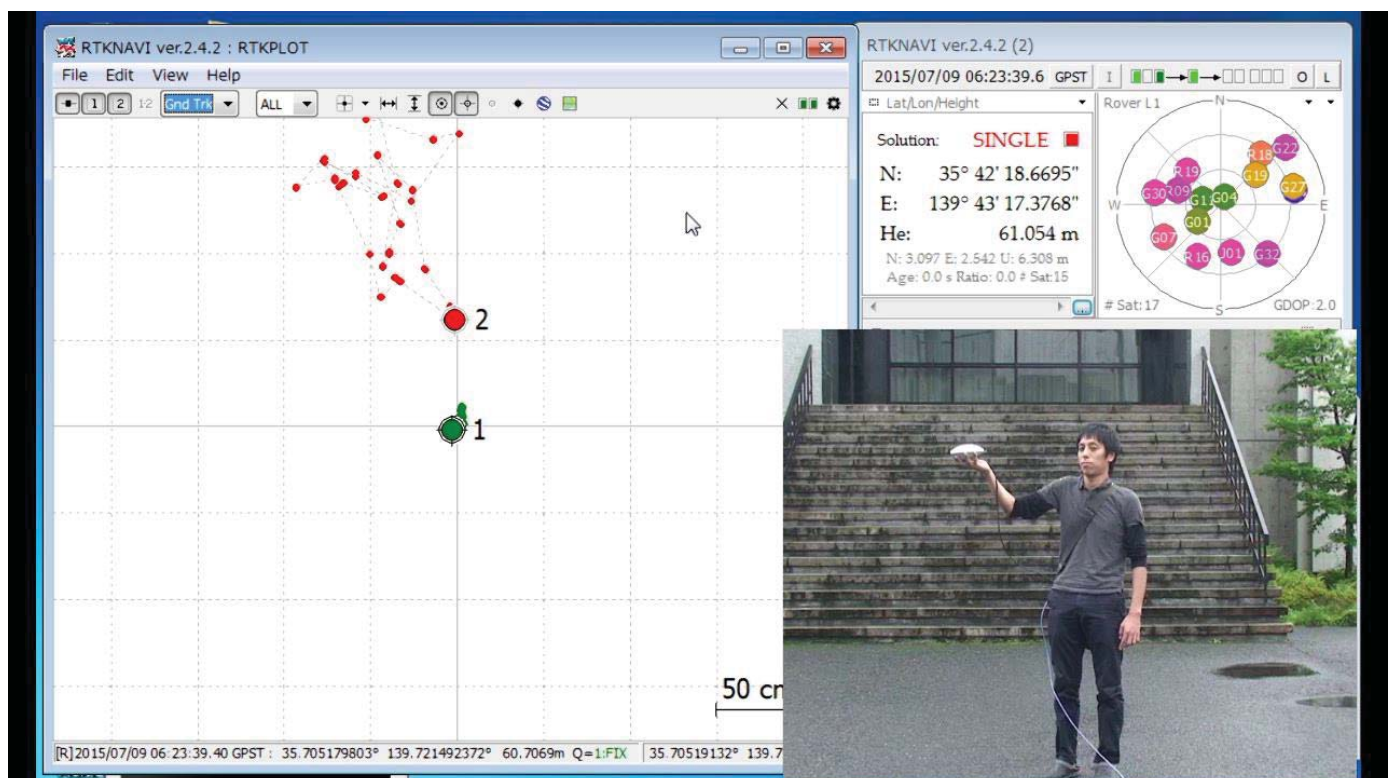 RTKNAVI ver.2.4.2 : RTKPLOT
File Edit View Help
1 2 1-2 Gnd Trk ALL
2
1
50 cm
[R]2015/07/09 06:23:39.40 GPST : 35.705179803° 139.721492372° 60.7069m Q=1:FIX 35.70519132° 139.7
RTKNAVI ver.2.4.2 (2)
2015/07/09 06:23:39.6 GPST I O L
Lat/Lon/Height
Solution: SINGLE
N: 35° 42' 18.6695"
E: 139° 43' 17.3768"
He: 61.054 m
N: 3.097 E: 2.542 U: 6.308 m
Age: 0.0 s Ratio: 0.0 # Sat:15
Rover L1
N
R18 G22
R19 G19
G30 R09 G11 G04 G27
W E
G01
G07
R16 J01 G32
# Sat:17 S GDOP:2.0